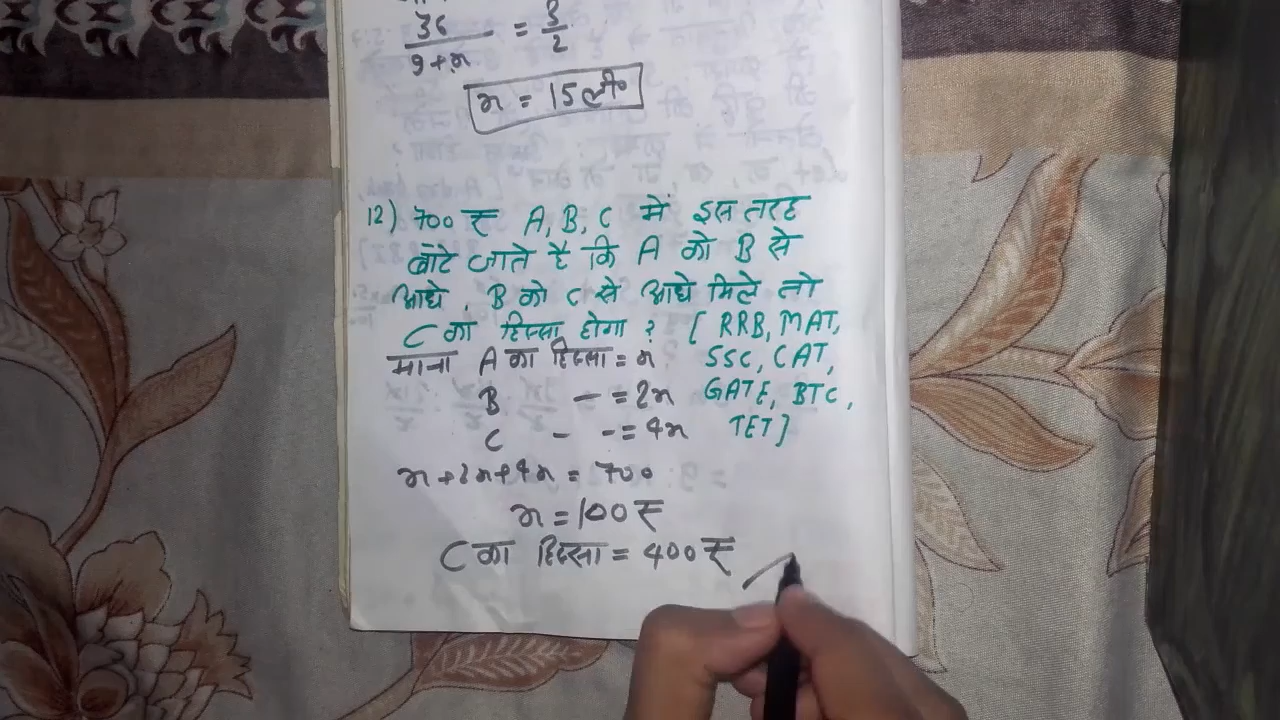 36/9+x = 3/2
x = 15 ली०
12) 700 ₹ A, B, C में इस तरह
बाँटे जाते है कि A को B से
आधे, B को C से आधे मिले तो
C का हिस्सा होगा ? [RRB, MAT,
माना A का हिस्सा = x SSC, CAT,
B — = 2x GATE, BTC,
C - - = 4x TET]
x + 2x + 4x = 700
x = 100 ₹
C का हिस्सा = 400 ₹